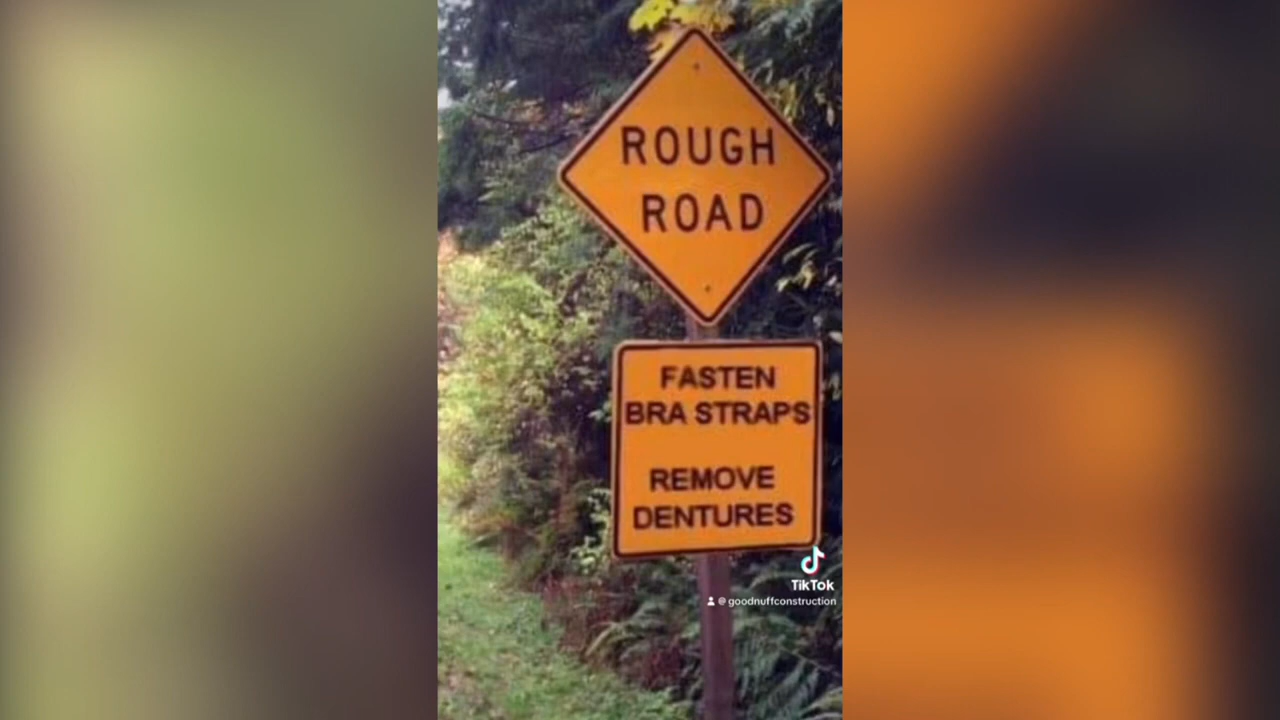 ROUGH
ROAD
FASTEN
BRA STRAPS
REMOVE
DENTURES
TikTok
@goodnuffconstruction